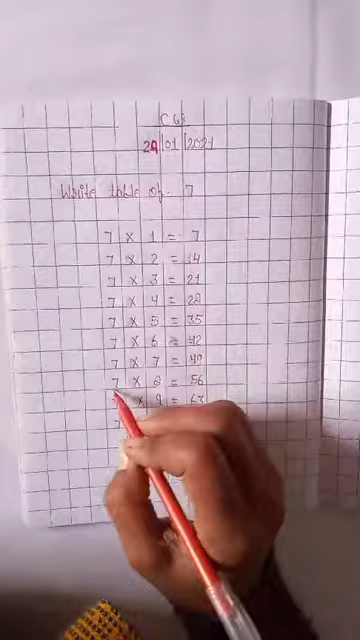 C.W
29/01/2021
Write table of 7
7 × 1 = 7
7 × 2 = 14
7 × 3 = 21
7 × 4 = 28
7 × 5 = 35
7 × 6 = 42
7 × 7 = 49
7 × 8 = 56
× 9 = 63